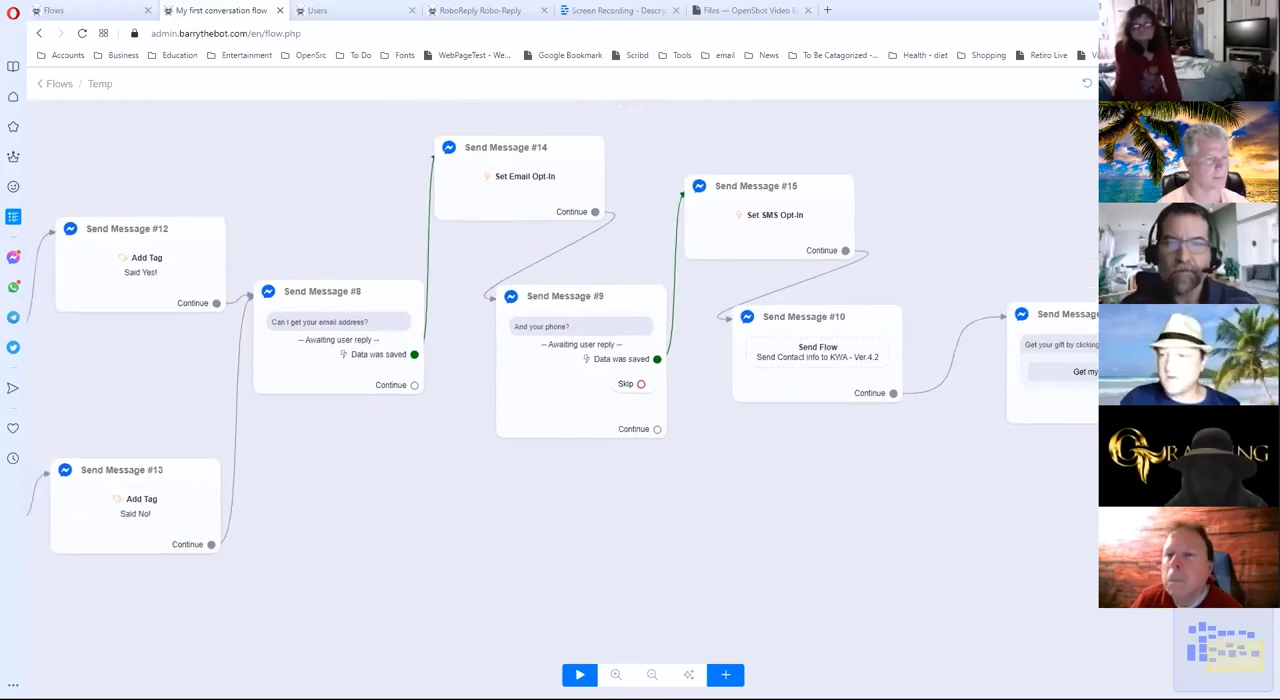 Flows
My first conversation flow
Users
RoboReply Robo-Reply
Screen Recording - Descri
Files — OpenShot Video E
admin.barrythebot.com/en/flow.php
Accounts
Business
Education
Entertainment
OpenSrc
To Do
Fonts
WebPageTest - We...
Google Bookmark
Scribd
Tools
email
News
To Be Catagorized -...
Health - diet
Shopping
Retiro Live
Flows / Temp
Send Message #14
Set Email Opt-In
Continue
Send Message #15
Set SMS Opt-In
Continue
Send Message #12
Add Tag
Said Yes!
Continue
Send Message #8
Can I get your email address?
-- Awaiting user reply --
Data was saved
Continue
Send Message #9
And your phone?
-- Awaiting user reply --
Data was saved
Skip
Continue
Send Message #10
Send Flow
Send Contact info to KWA - Ver.4.2
Continue
Send Messag
Get your gift by clicking
Get my
Send Message #13
Add Tag
Said No!
Continue